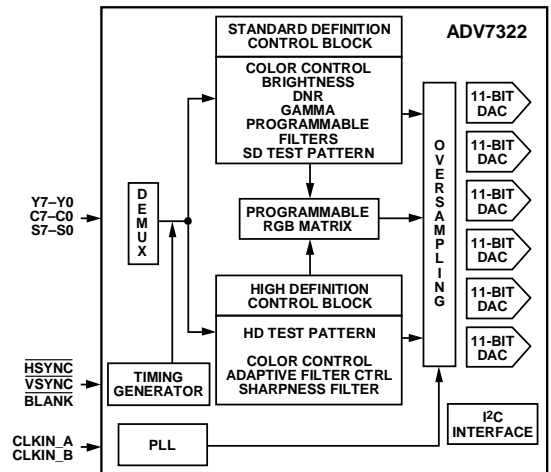 ADV7322
STANDARD DEFINITION
CONTROL BLOCK
COLOR CONTROL
BRIGHTNESS
DNR
GAMMA
PROGRAMMABLE
FILTERS
SD TEST PATTERN
Y7–Y0
C7–C0
S7–S0
DEMUX
PROGRAMMABLE
RGB MATRIX
HIGH DEFINITION
CONTROL BLOCK
HD TEST PATTERN
COLOR CONTROL
ADAPTIVE FILTER CTRL
SHARPNESS FILTER
OVERSAMPLING
11-BIT
DAC
11-BIT
DAC
11-BIT
DAC
11-BIT
DAC
11-BIT
DAC
11-BIT
DAC
HSYNC
VSYNC
BLANK
TIMING
GENERATOR
CLKIN_A
CLKIN_B
PLL
I²C
INTERFACE